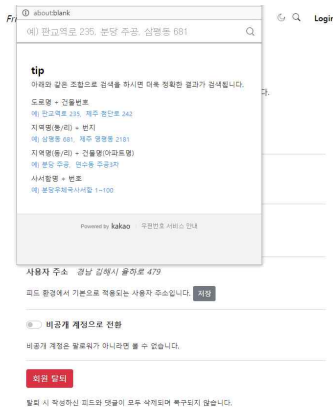 Fri
about:blank
Login
예) 판교역로 235, 분당 주공, 삼평동 681
tip
아래와 같은 조합으로 검색을 하시면 더욱 정확한 결과가 검색됩니다.
다.
도로명 + 건물번호
예) 판교역로 235, 제주 첨단로 242
지역명(동/리) + 번지
예) 삼평동 681, 제주 영평동 2181
지역명(동/리) + 건물명(아파트명)
예) 분당 주공, 연수동 주공3차
사서함명 + 번호
예) 분당우체국사서함 1~100
Powered by kakao 우편번호 서비스 안내
사용자 주소 경남 김해시 율하로 479
피드 환경에서 기본으로 적용되는 사용자 주소입니다. 저장
비공개 계정으로 전환
비공개 계정은 팔로워가 아니라면 볼 수 없습니다.
회원 탈퇴
탈퇴 시 작성하신 피드와 댓글이 모두 삭제되며 복구되지 않습니다.